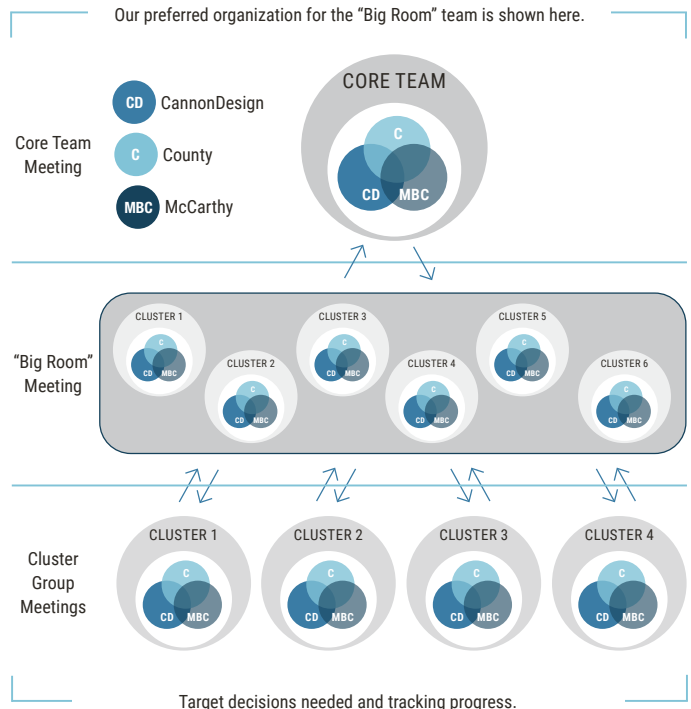 Our preferred organization for the “Big Room” team is shown here.
CORE TEAM
CD CannonDesign
C County
MBC McCarthy
Core Team
Meeting
C
CD MBC
CLUSTER 1
C
CD MBC
CLUSTER 2
C
CD MBC
CLUSTER 3
C
CD MBC
CLUSTER 4
C
CD MBC
CLUSTER 5
C
CD MBC
CLUSTER 6
C
CD MBC
“Big Room”
Meeting
CLUSTER 1
C
CD MBC
CLUSTER 2
C
CD MBC
CLUSTER 3
C
CD MBC
CLUSTER 4
C
CD MBC
Cluster
Group
Meetings
Target decisions needed and tracking progress.